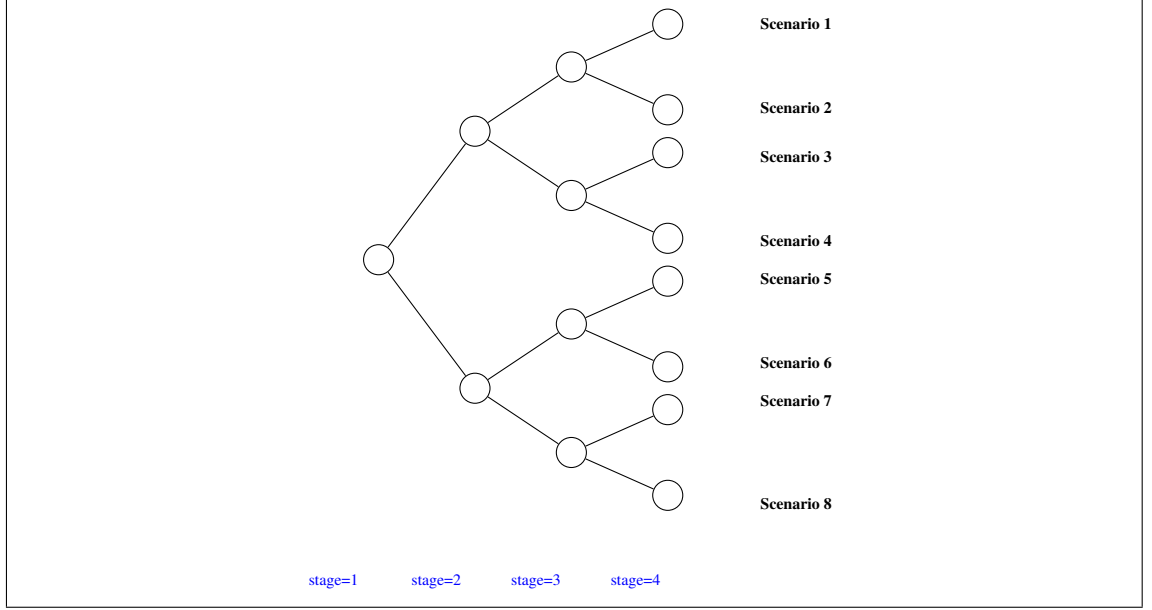 Scenario 1
Scenario 2
Scenario 3
Scenario 4
Scenario 5
Scenario 6
Scenario 7
Scenario 8
stage=1 stage=2 stage=3 stage=4